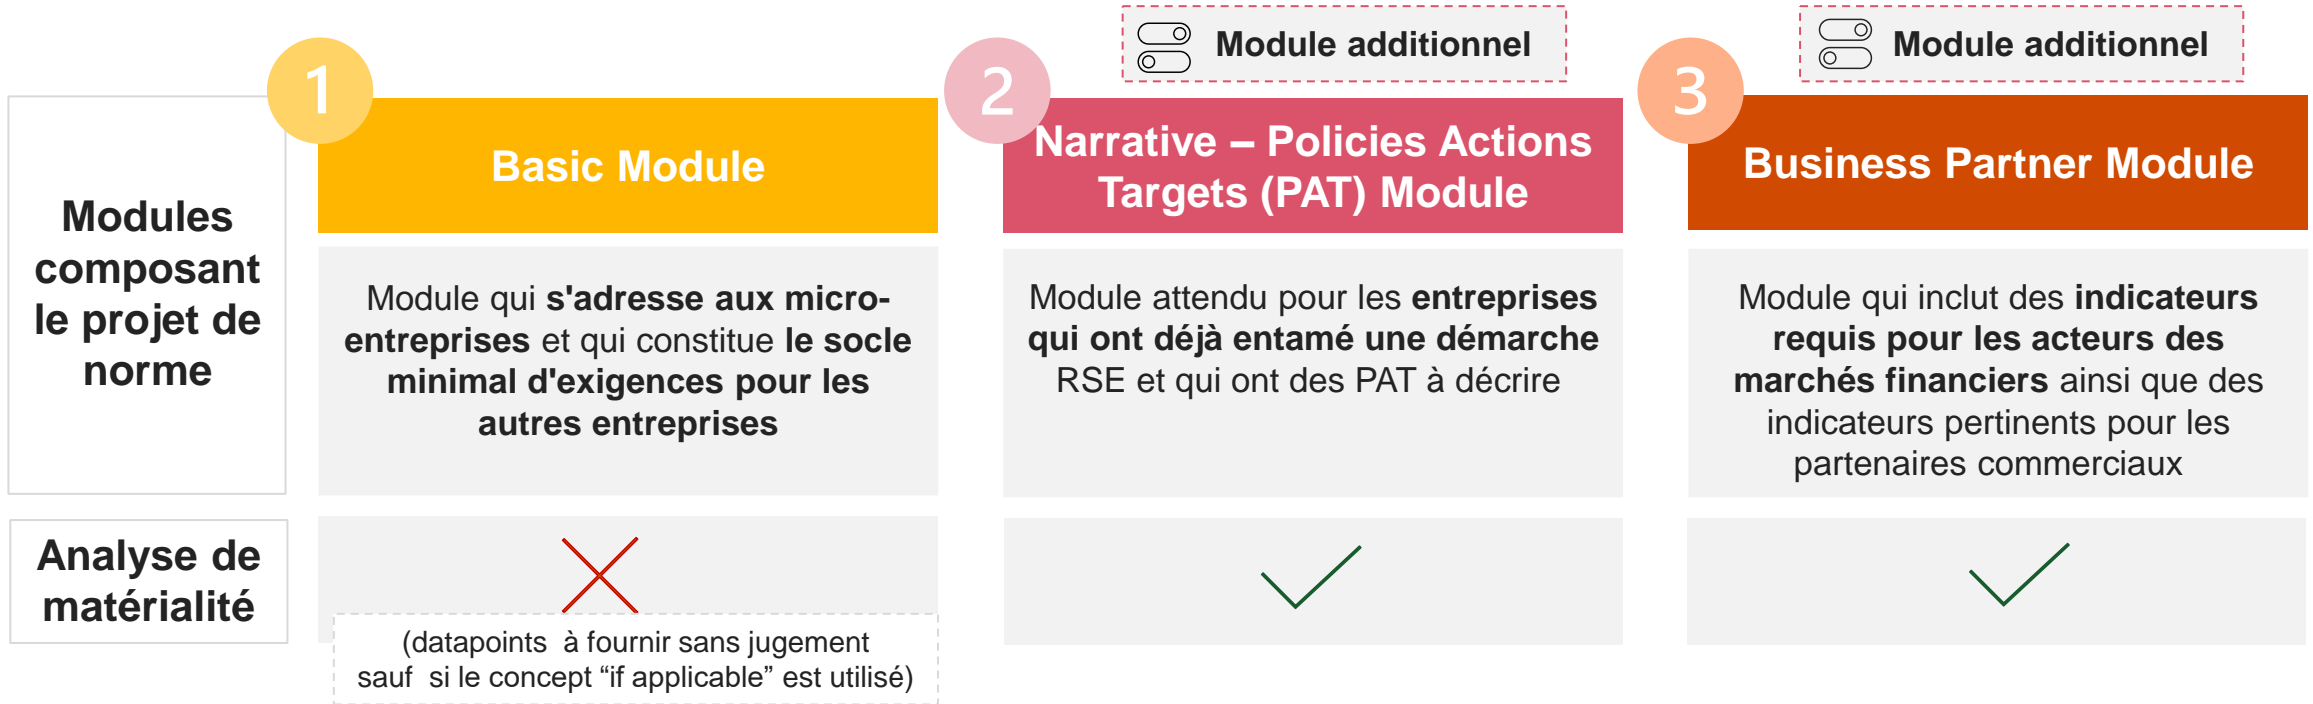 Module additionnel
Module additionnel
1
2
3
Modules
composant
le projet de
norme
Basic Module
Narrative – Policies Actions
Targets (PAT) Module
Business Partner Module
Module qui s'adresse aux micro-
entreprises et qui constitue le socle
minimal d'exigences pour les
autres entreprises
Module attendu pour les entreprises
qui ont déjà entamé une démarche
RSE et qui ont des PAT à décrire
Module qui inclut des indicateurs
requis pour les acteurs des
marchés financiers ainsi que des
indicateurs pertinents pour les
partenaires commerciaux
Analyse de
matérialité
(datapoints à fournir sans jugement
sauf si le concept “if applicable” est utilisé)